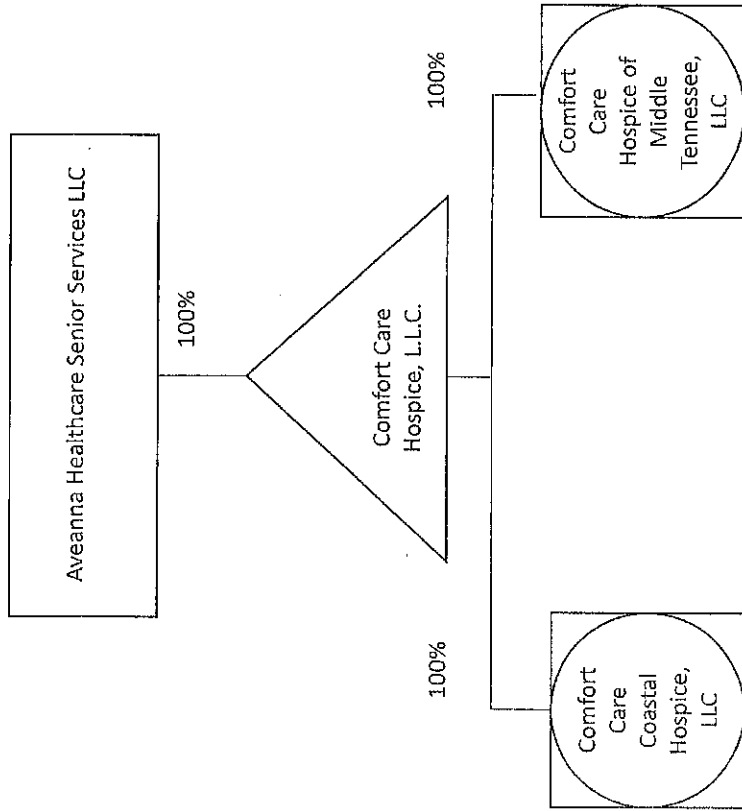 Aveanna Healthcare Senior Services LLC
100%
Comfort Care
Hospice, L.L.C.
100%
100%
Comfort
Care
Coastal
Hospice,
LLC
Comfort
Care
Hospice of
Middle
Tennessee,
LLC